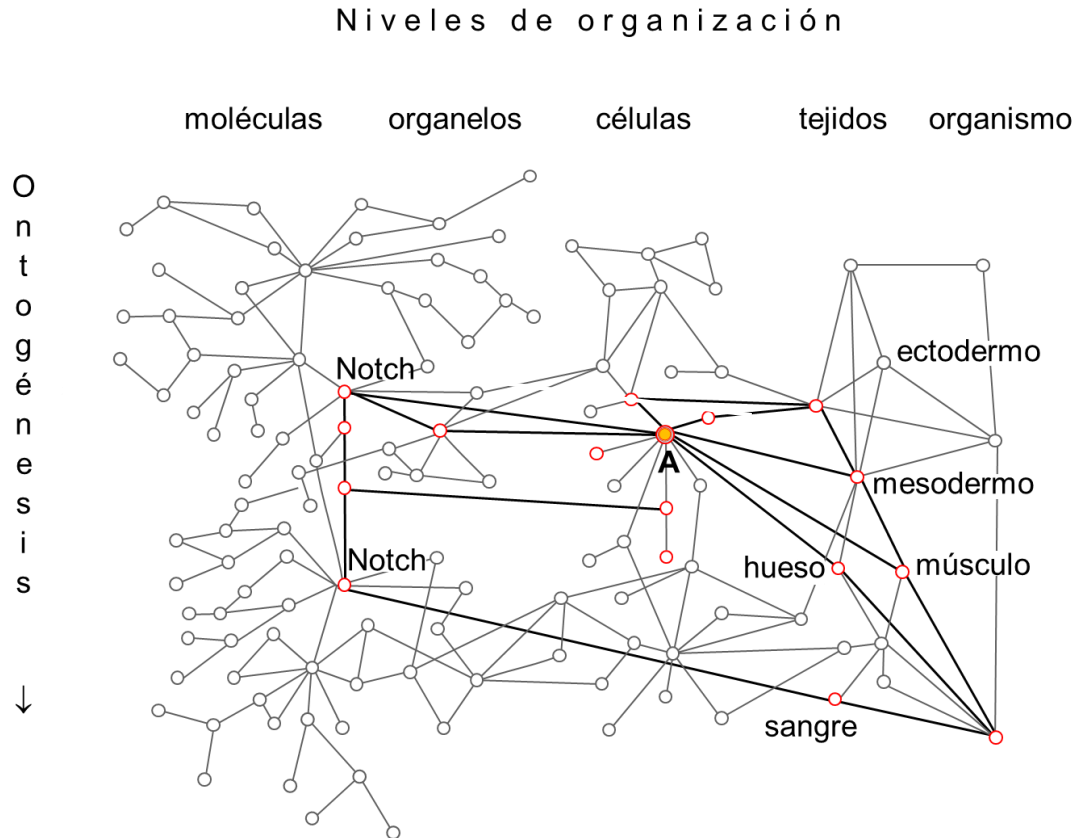 Niveles de organización
moléculas organelos células tejidos organismo
Ontogénesis
↓
ectodermo
Notch
A
mesodermo
Notch
hueso
músculo
sangre